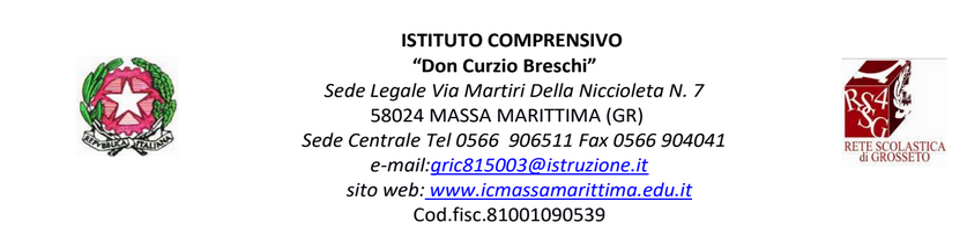 ISTITUTO COMPRENSIVO
“Don Curzio Breschi”
Sede Legale Via Martiri Della Niccioleta N. 7
58024 MASSA MARITTIMA (GR)
Sede Centrale Tel 0566 906511 Fax 0566 904041
e-mail:gric815003@istruzione.it
sito web: www.icmassamarittima.edu.it
Cod.fisc.81001090539
REPVBBLICA ITALIANA
RS4
SG
RETE SCOLASTICA
di GROSSETO